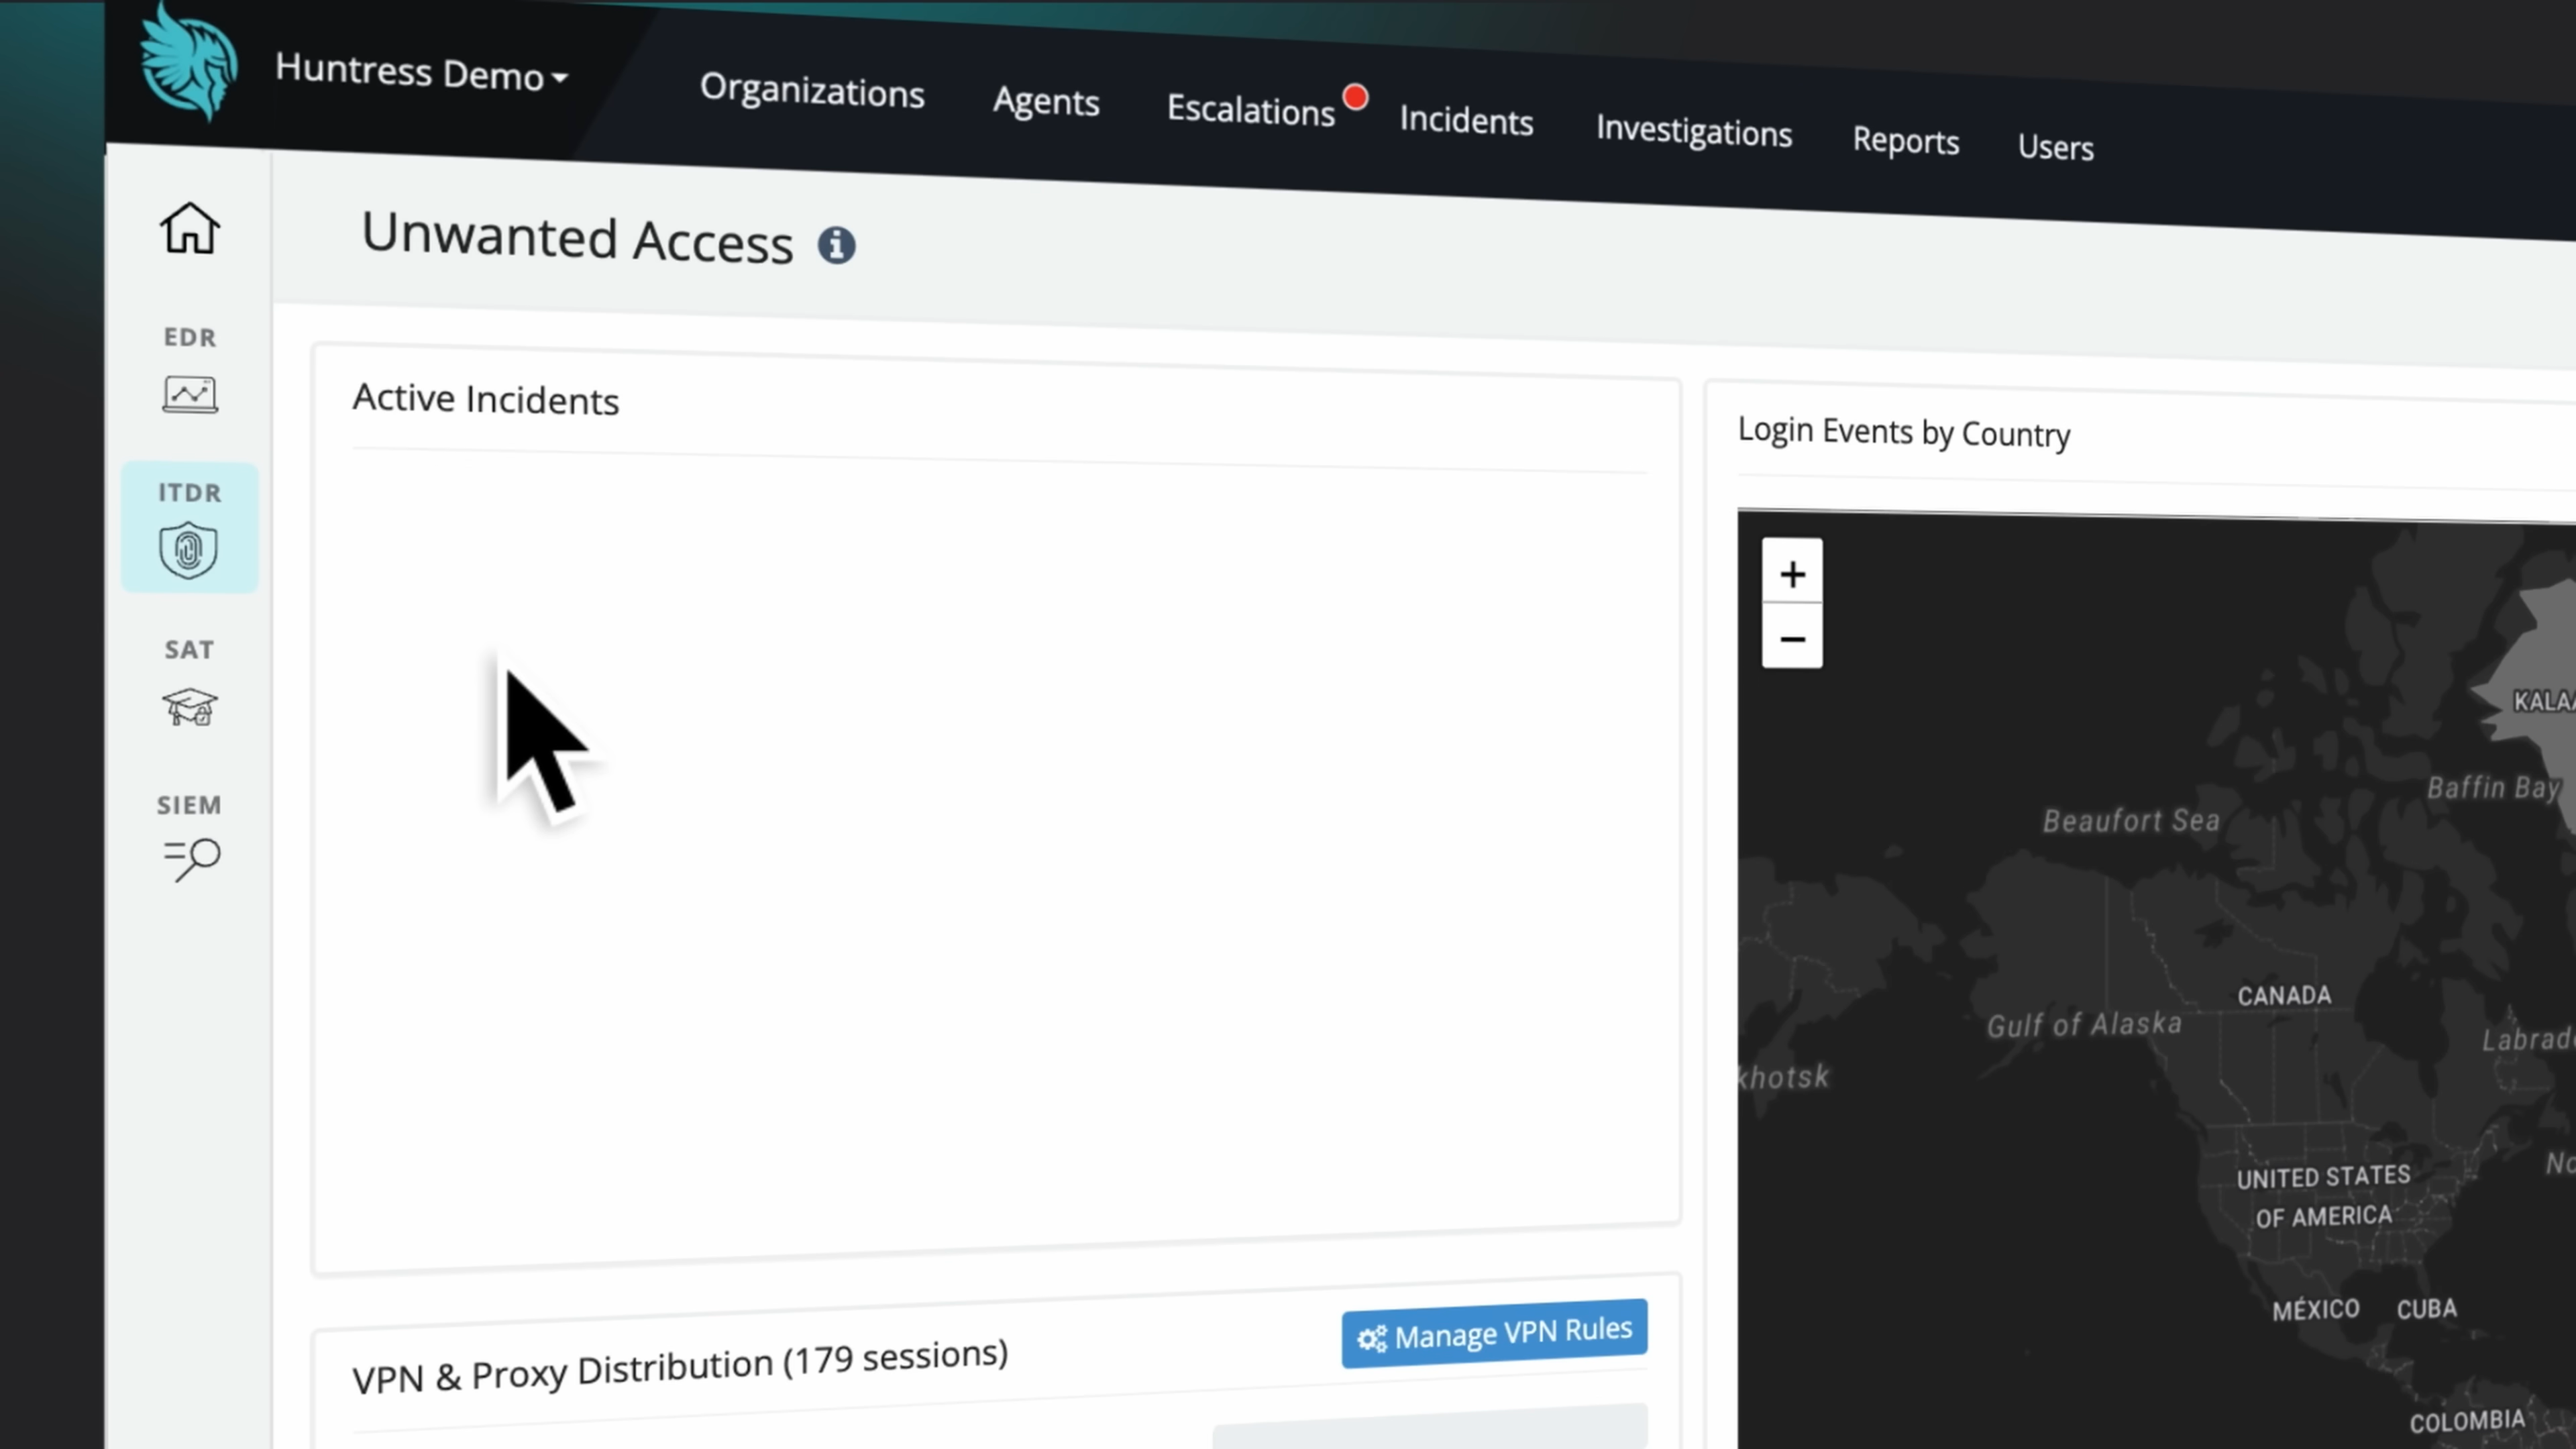 Huntress Demo
Organizations
Agents
Escalations
Incidents
Investigations
Reports
Users
Unwanted Access
EDR
ITDR
SAT
SIEM
Active Incidents
Login Events by Country
+
−
Beaufort Sea
Baffin Bay
CANADA
Gulf of Alaska
UNITED STATES
OF AMERICA
MÉXICO
CUBA
COLOMBIA
VPN & Proxy Distribution (179 sessions)
Manage VPN Rules